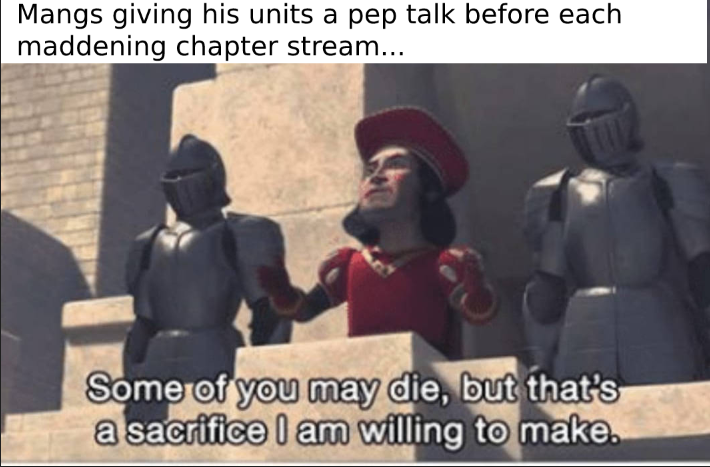 Mangs giving his units a pep talk before each
maddening chapter stream...
Some of you may die, but that's
a sacrifice I am willing to make.